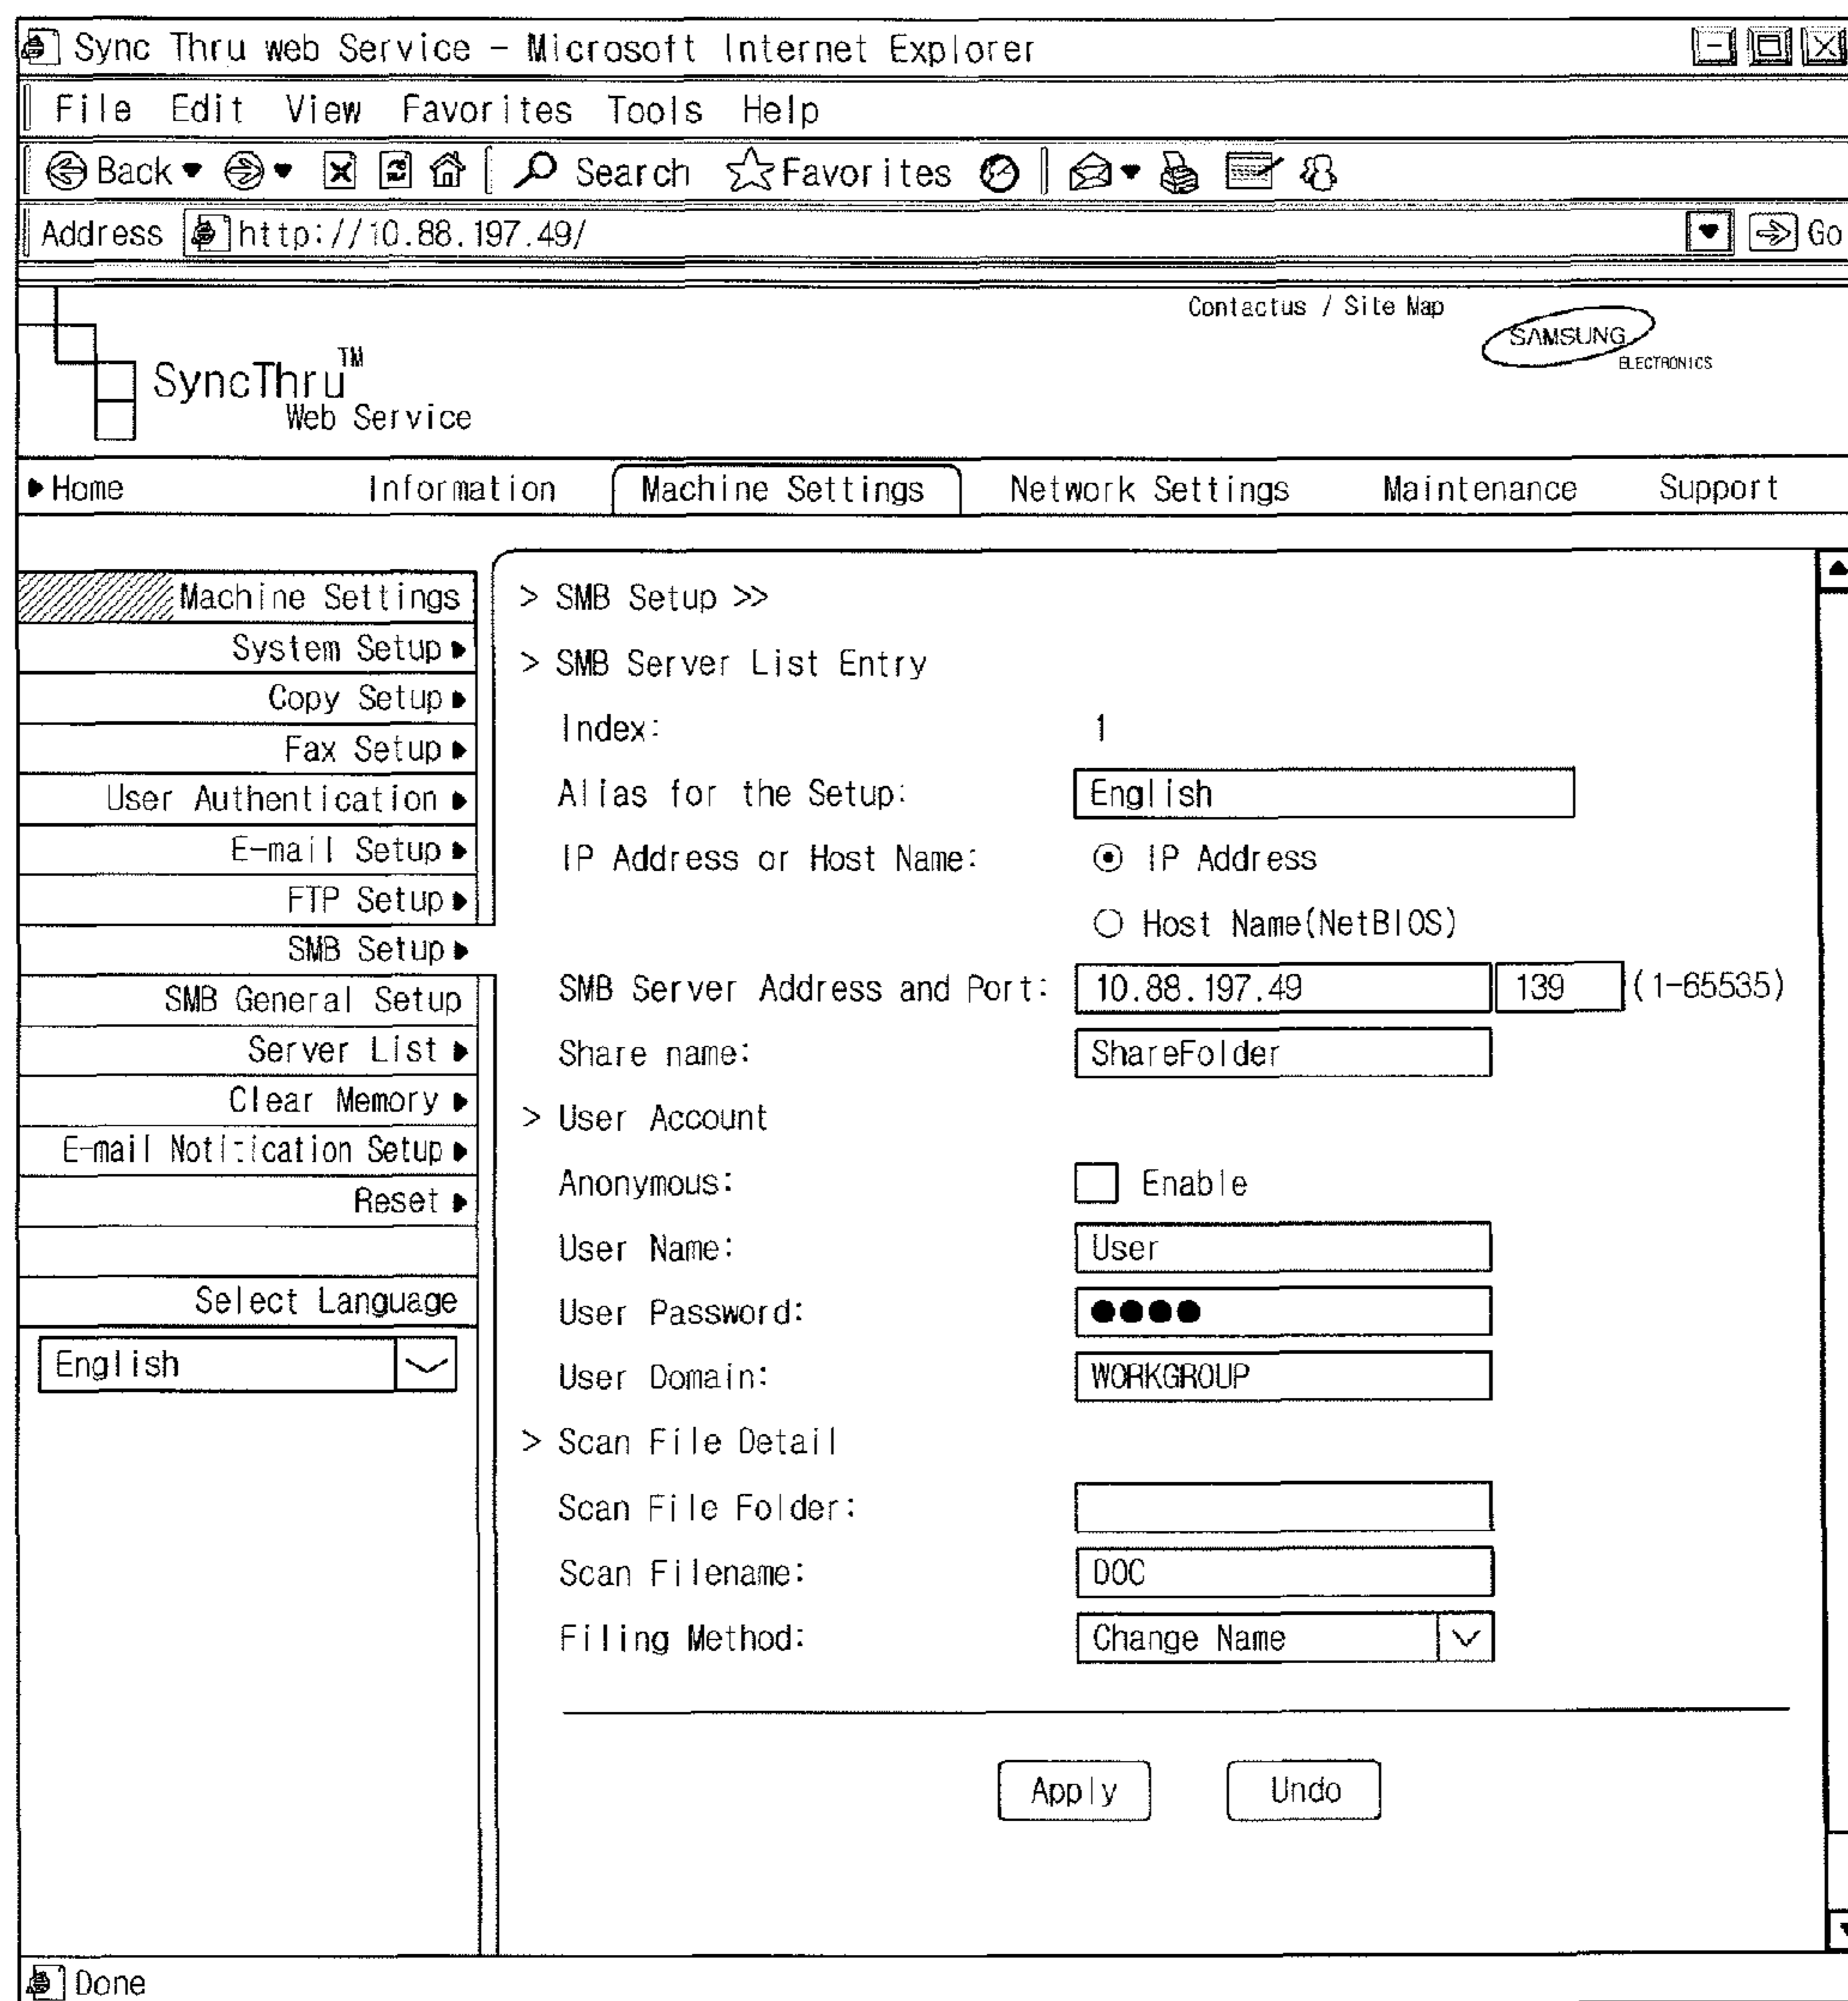 Sync Thru web Service - Microsoft Internet Explorer
File Edit View Favorites Tools Help
Back Search Favorites
Address http://10.88.197.49/ Go
Contactus / Site Map
SAMSUNG
ELECTRONICS
SyncThru™
Web Service
Home Information Machine Settings Network Settings Maintenance Support
Machine Settings
System Setup
Copy Setup
Fax Setup
User Authentication
E-mail Setup
FTP Setup
SMB Setup
SMB General Setup
Server List
Clear Memory
E-mail Notification Setup
Reset
Select Language
English
> SMB Setup >>
> SMB Server List Entry
Index: 1
Alias for the Setup: English
IP Address or Host Name: IP Address
Host Name(NetBIOS)
SMB Server Address and Port: 10.88.197.49 139 (1-65535)
Share name: ShareFolder
> User Account
Anonymous: Enable
User Name: User
User Password: ●●●●
User Domain: WORKGROUP
> Scan File Detail
Scan File Folder:
Scan Filename: DOC
Filing Method: Change Name
Apply Undo
Done